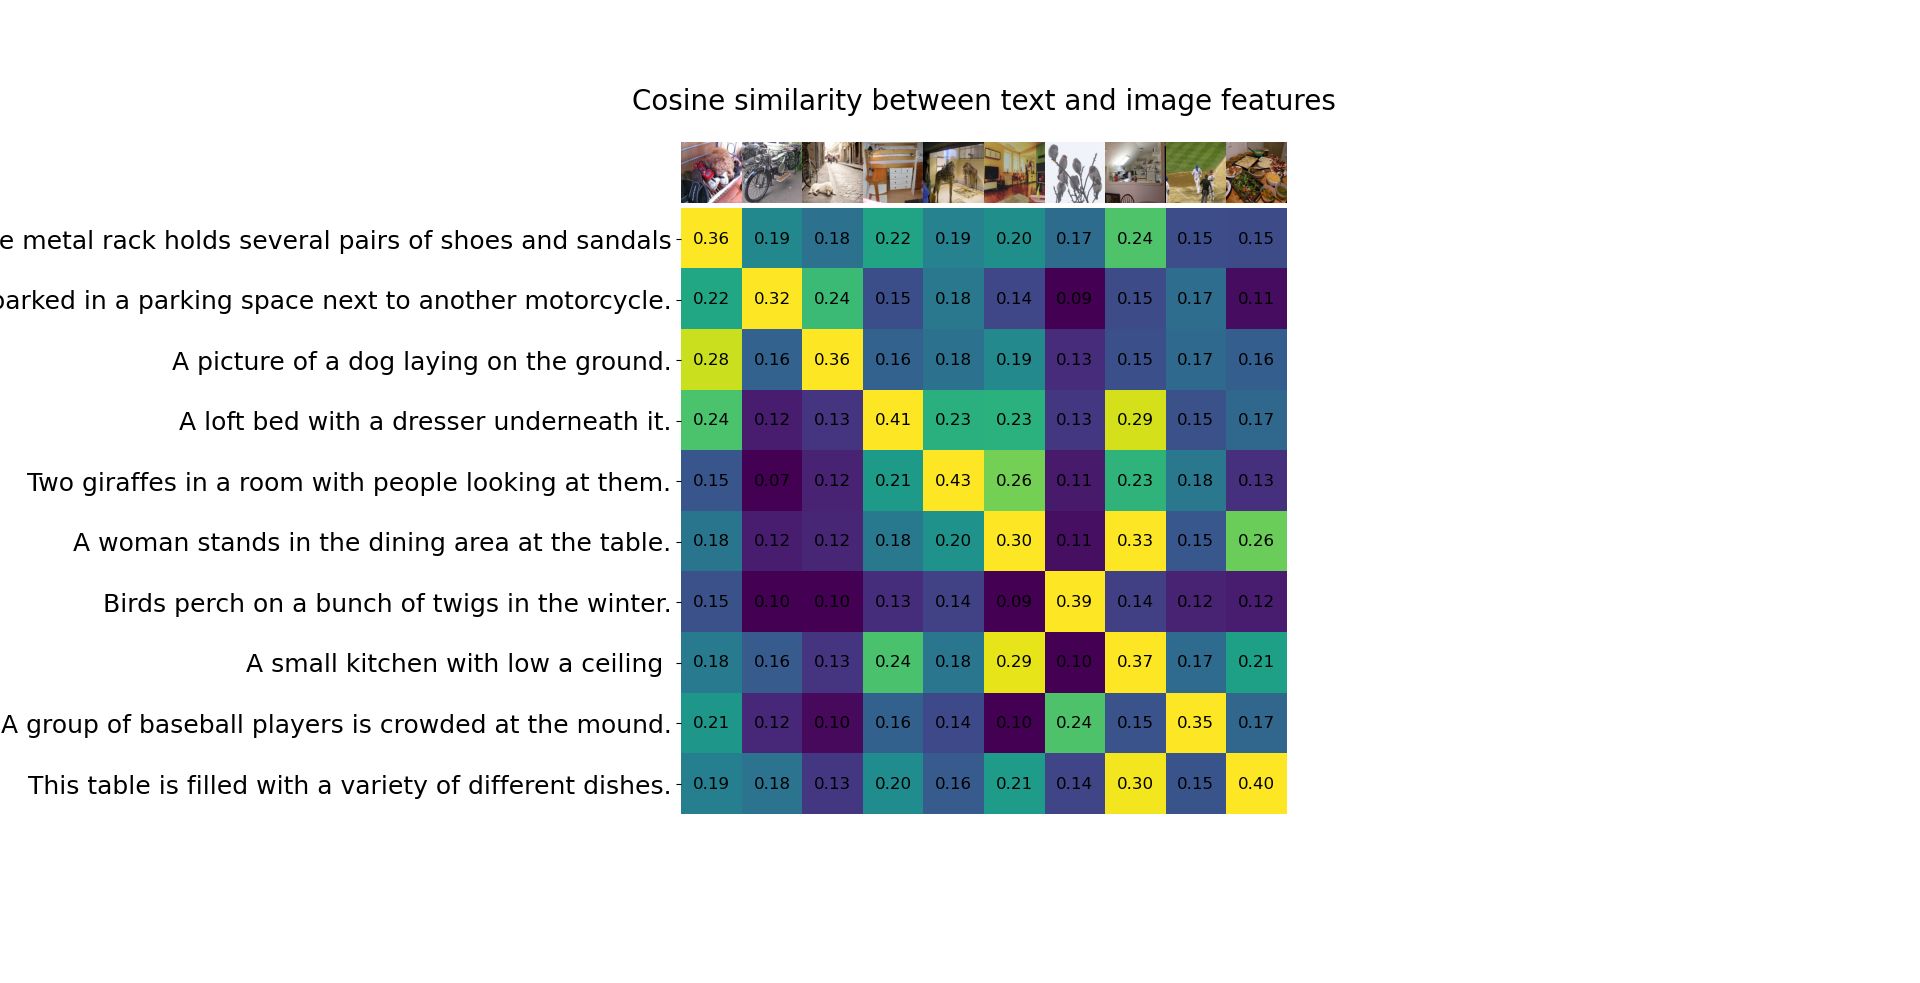 Cosine similarity between text and image features
e metal rack holds several pairs of shoes and sandals 0.36 0.19 0.18 0.22 0.19 0.20 0.17 0.24 0.15 0.15
parked in a parking space next to another motorcycle. 0.22 0.32 0.24 0.15 0.18 0.14 0.09 0.15 0.17 0.11
A picture of a dog laying on the ground. 0.28 0.16 0.36 0.16 0.18 0.19 0.13 0.15 0.17 0.16
A loft bed with a dresser underneath it. 0.24 0.12 0.13 0.41 0.23 0.23 0.13 0.29 0.15 0.17
Two giraffes in a room with people looking at them. 0.15 0.07 0.12 0.21 0.43 0.26 0.11 0.23 0.18 0.13
A woman stands in the dining area at the table. 0.18 0.12 0.12 0.18 0.20 0.30 0.11 0.33 0.15 0.26
Birds perch on a bunch of twigs in the winter. 0.15 0.10 0.10 0.13 0.14 0.09 0.39 0.14 0.12 0.12
A small kitchen with low a ceiling 0.18 0.16 0.13 0.24 0.18 0.29 0.10 0.37 0.17 0.21
A group of baseball players is crowded at the mound. 0.21 0.12 0.10 0.16 0.14 0.10 0.24 0.15 0.35 0.17
This table is filled with a variety of different dishes. 0.19 0.18 0.13 0.20 0.16 0.21 0.14 0.30 0.15 0.40